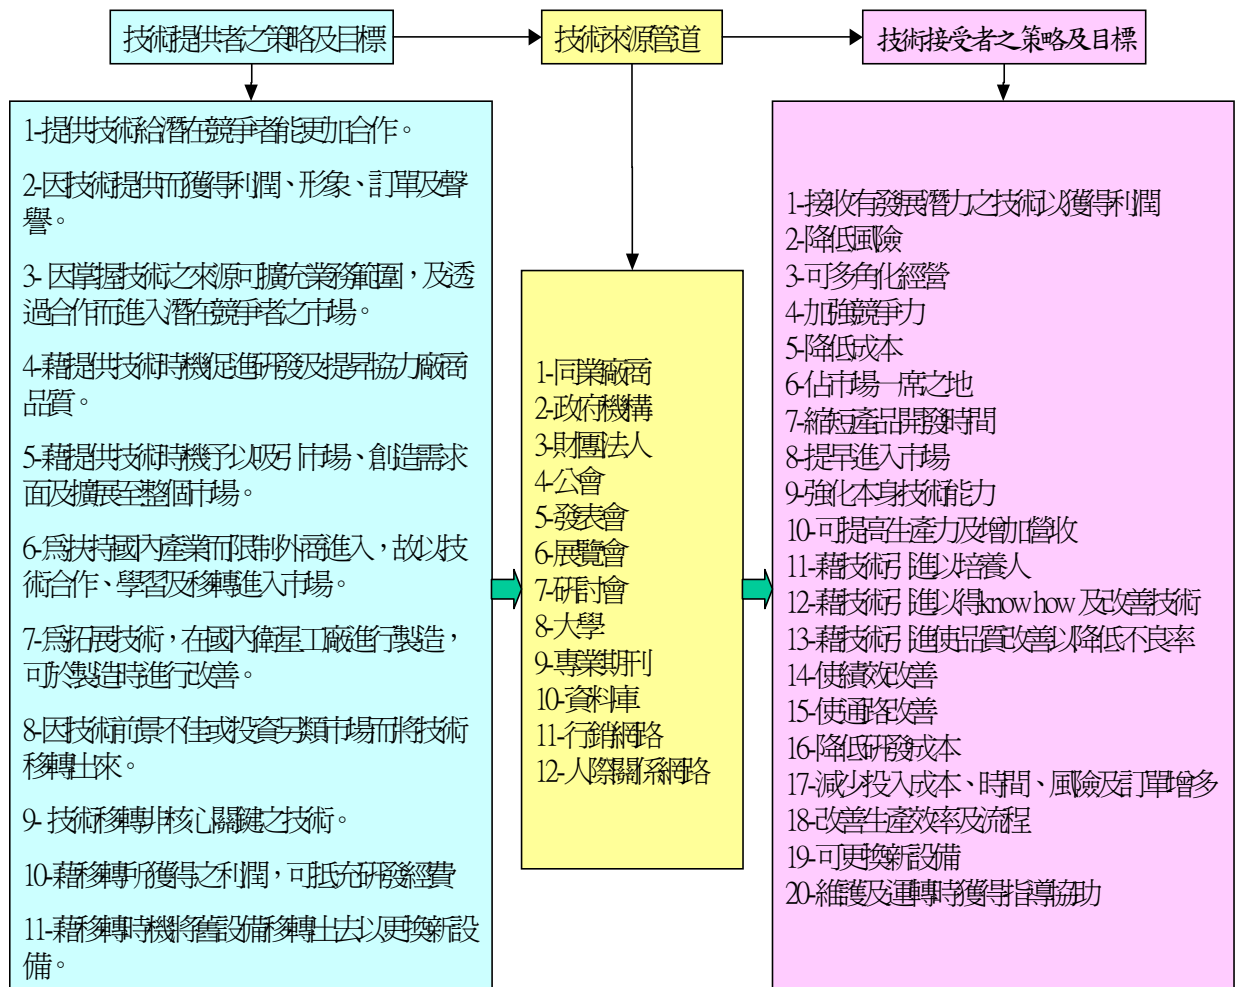 技術提供者之策略及目標
技術來源管道
技術接受者之策略及目標
1-提供技術給潛在競爭者能更加合作。
2-因技術提供而獲得利潤、形象、訂單及聲
譽。
3- 因掌握技術之來源可擴充業務範圍，及透
過合作而進入潛在競爭者之市場。
4-藉提供技術時機促進研發及提昇協力廠商
品質。
5-藉提供技術時機予以吸引市場、創造需求
面及擴展至整個市場。
6-為扶持國內產業而限制外商進入，故以技
術合作、學習及移轉進入市場。
7-為拓展技術，在國內衛星工廠進行製造，
可於製造時進行改善。
8-因技術前景不佳或投資另類市場而將技術
移轉出來。
9- 技術移轉非核心關鍵之技術。
10-藉移轉所獲得之利潤，可抵充研發經費
11-藉移轉時機將舊設備移轉出去以更換新設
備。
1-同業廠商
2-政府機構
3-財團法人
4-公會
5-發表會
6-展覽會
7-研討會
8-大學
9-專業期刊
10-資料庫
11-行銷網路
12-人際關係網路
1-接收有發展潛力之技術以獲得利潤
2-降低風險
3-可多角化經營
4-加強競爭力
5-降低成本
6-佔市場一席之地
7-縮短產品開發時間
8-提早進入市場
9-強化本身技術能力
10-可提高生產力及增加營收
11-藉技術引進以培養人
12-藉技術引進以得know how 及改善技術
13-藉技術引進使品質改善以降低不良率
14-使績效改善
15-使通路改善
16-降低研發成本
17-減少投入成本、時間、風險及訂單增多
18-改善生產效率及流程
19-可更換新設備
20-維護及運轉時獲得指導協助